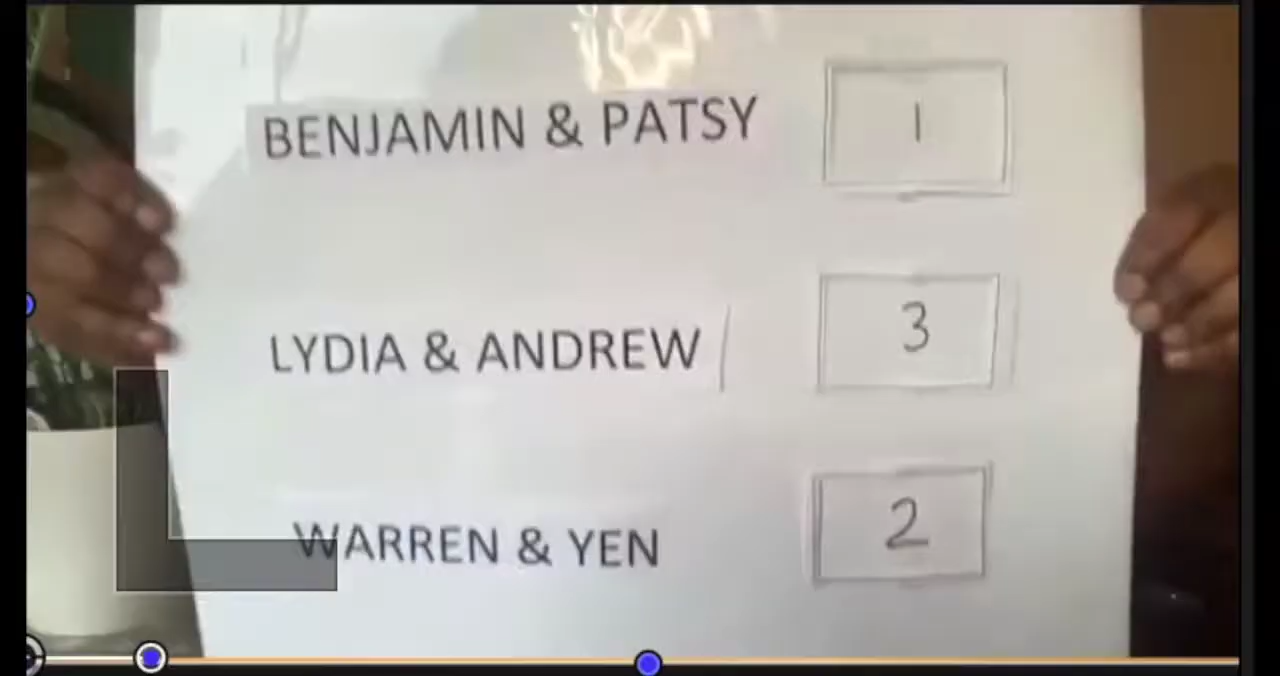 BENJAMIN & PATSY 1
LYDIA & ANDREW 3
WARREN & YEN 2